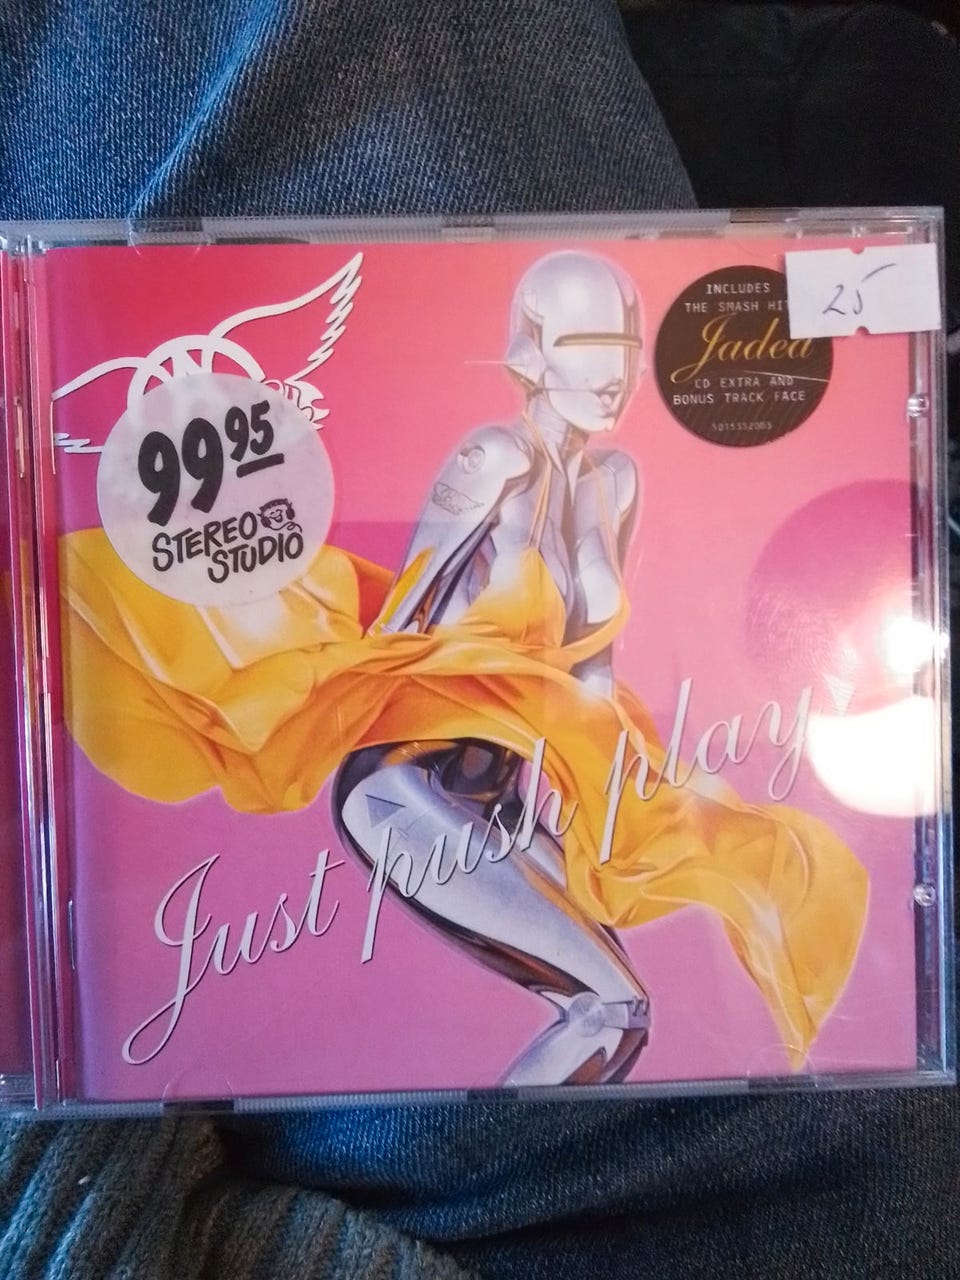 INCLUDES
THE SMASH HIT
Jaded
CD EXTRA AND
BONUS TRACK FACE
5015352003
25
99 95
STEREO
STUDIO
Just push play